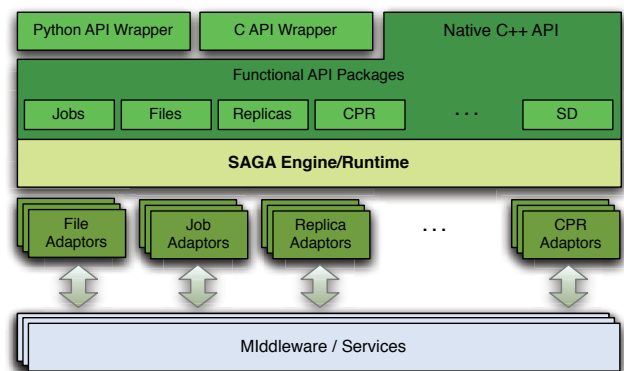 Python API Wrapper
C API Wrapper
Native C++ API
Functional API Packages
Jobs
Files
Replicas
CPR
. . .
SD
SAGA Engine/Runtime
File
Adaptors
Job
Adaptors
Replica
Adaptors
. . .
CPR
Adaptors
MIddleware / Services